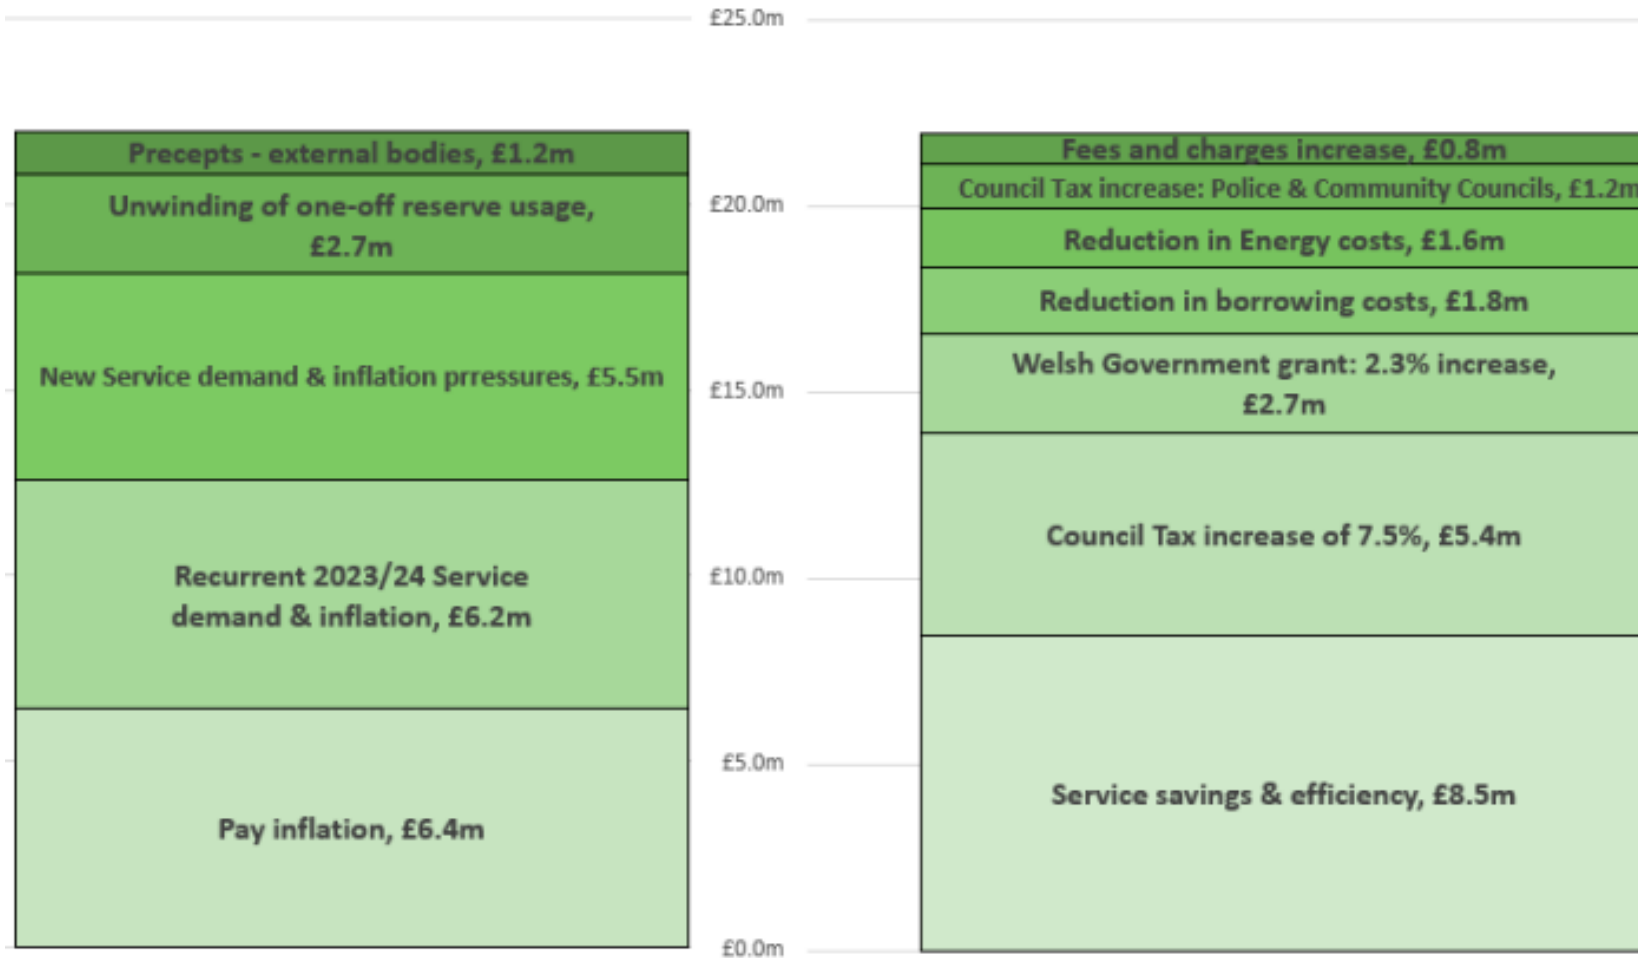 Precepts - external bodies, £1.2m
Unwinding of one-off reserve usage,
£2.7m
New Service demand & inflation prressures, £5.5m
Recurrent 2023/24 Service
demand & inflation, £6.2m
Pay inflation, £6.4m
£25.0m
£20.0m
£15.0m
£10.0m
£5.0m
£0.0m
Fees and charges increase, £0.8m
Council Tax increase: Police & Community Councils, £1.2m
Reduction in Energy costs, £1.6m
Reduction in borrowing costs, £1.8m
Welsh Government grant: 2.3% increase,
£2.7m
Council Tax increase of 7.5%, £5.4m
Service savings & efficiency, £8.5m